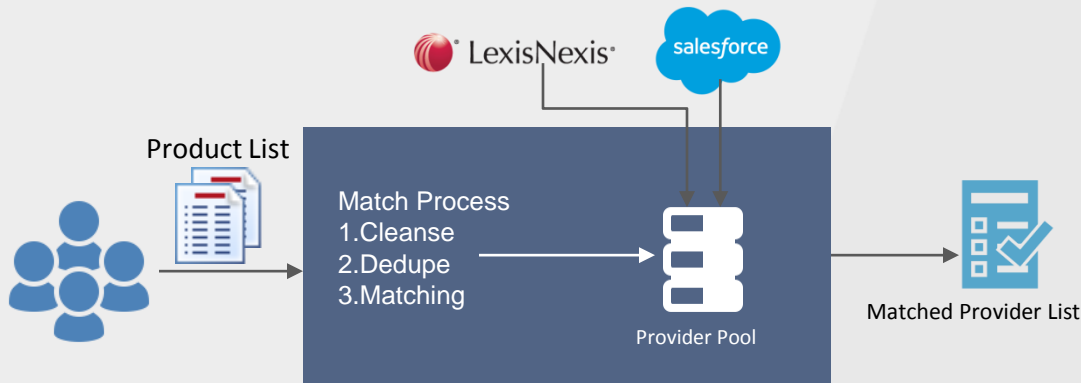 LexisNexis®
salesforce
Product List
Match Process
1.Cleanse
2.Dedupe
3.Matching
Provider Pool
Matched Provider List